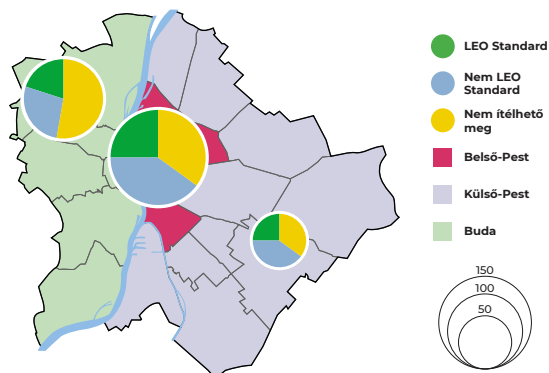 LEO Standard
Nem LEO
Standard
Nem ítélhető
meg
Belső-Pest
Külső-Pest
Buda
150
100
50